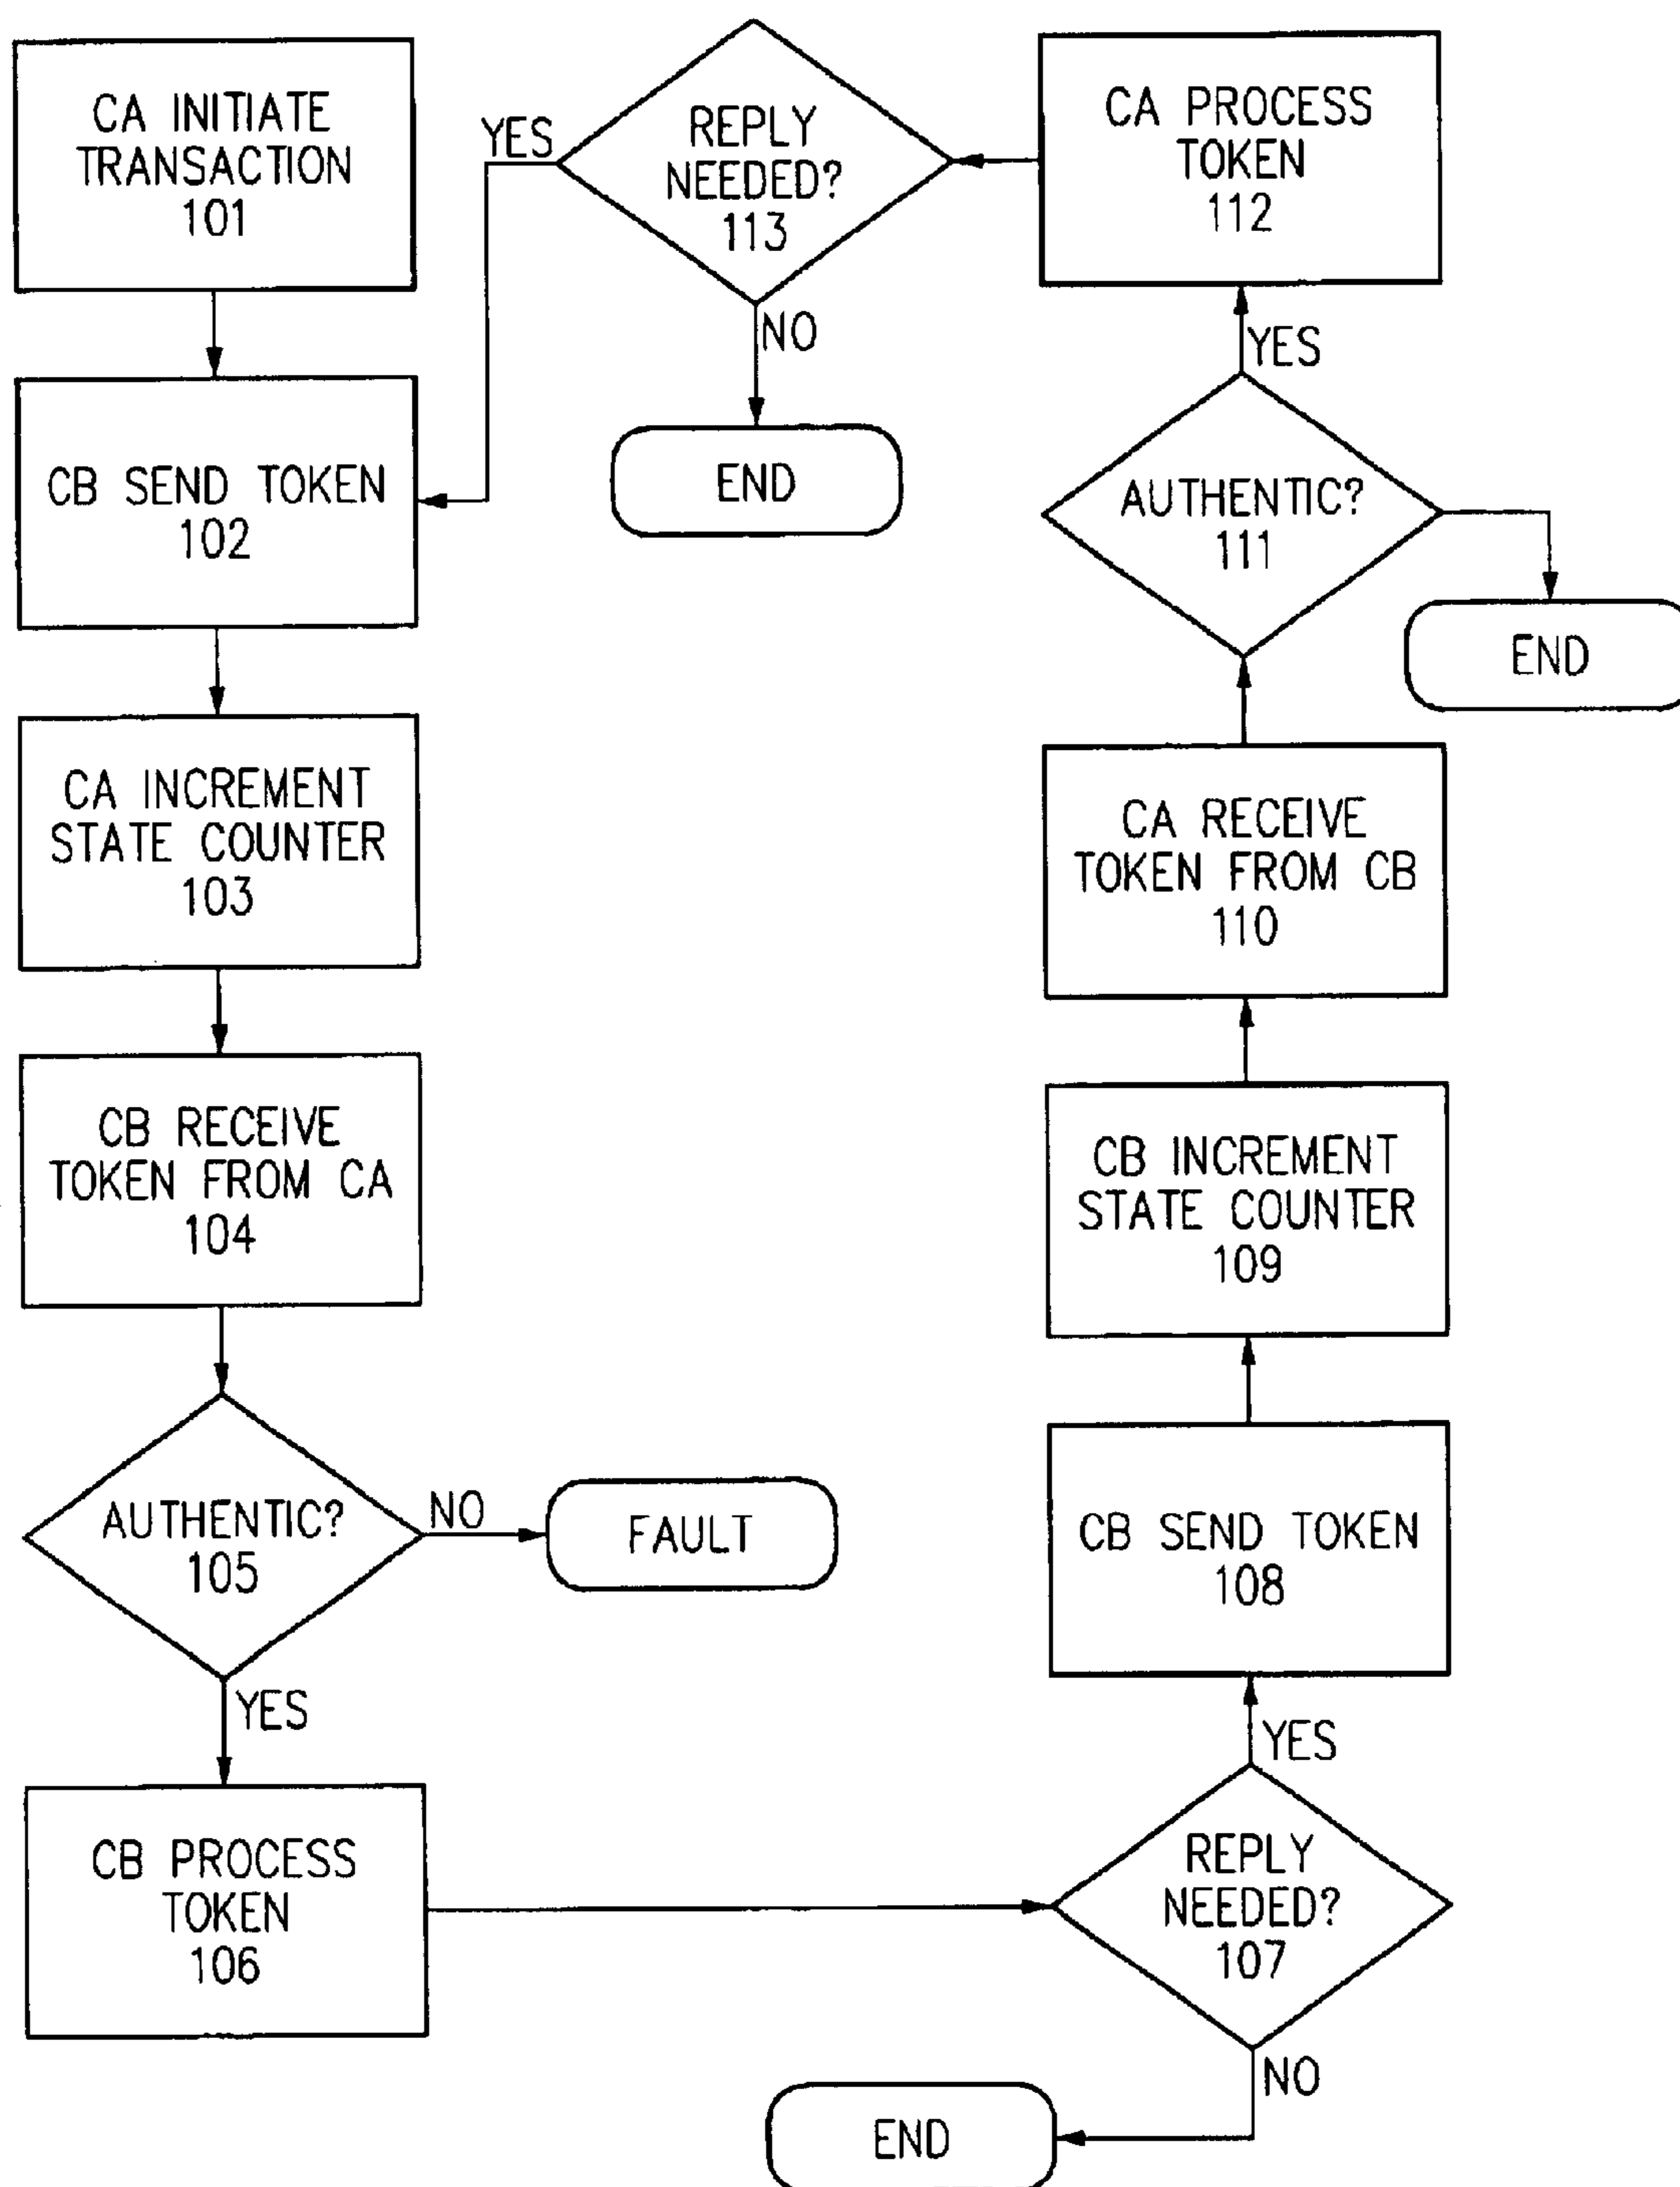 CA INITIATE
TRANSACTION
101
CB SEND TOKEN
102
CA INCREMENT
STATE COUNTER
103
CB RECEIVE
TOKEN FROM CA
104
AUTHENTIC?
105
NO
FAULT
YES
CB PROCESS
TOKEN
106
REPLY
NEEDED?
107
NO
END
YES
CB SEND TOKEN
108
CB INCREMENT
STATE COUNTER
109
CA RECEIVE
TOKEN FROM CB
110
AUTHENTIC?
111
END
YES
CA PROCESS
TOKEN
112
REPLY
NEEDED?
113
YES
NO
END